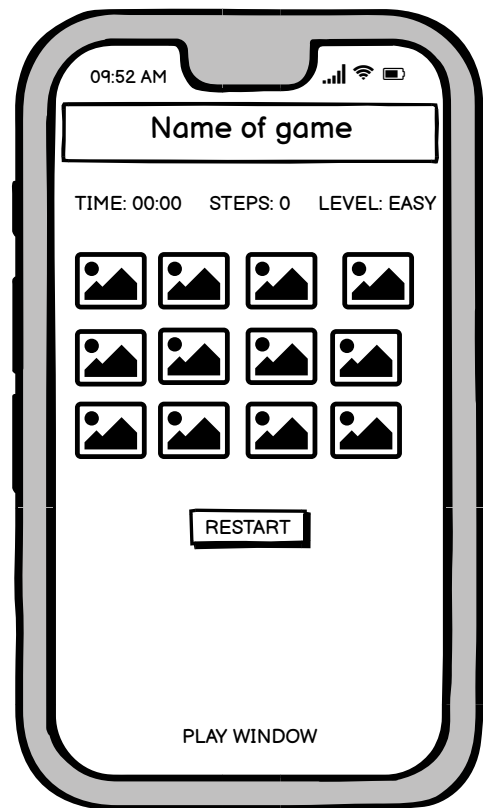 09:52 AM
Name of game
TIME: 00:00 STEPS: 0 LEVEL: EASY
RESTART
PLAY WINDOW